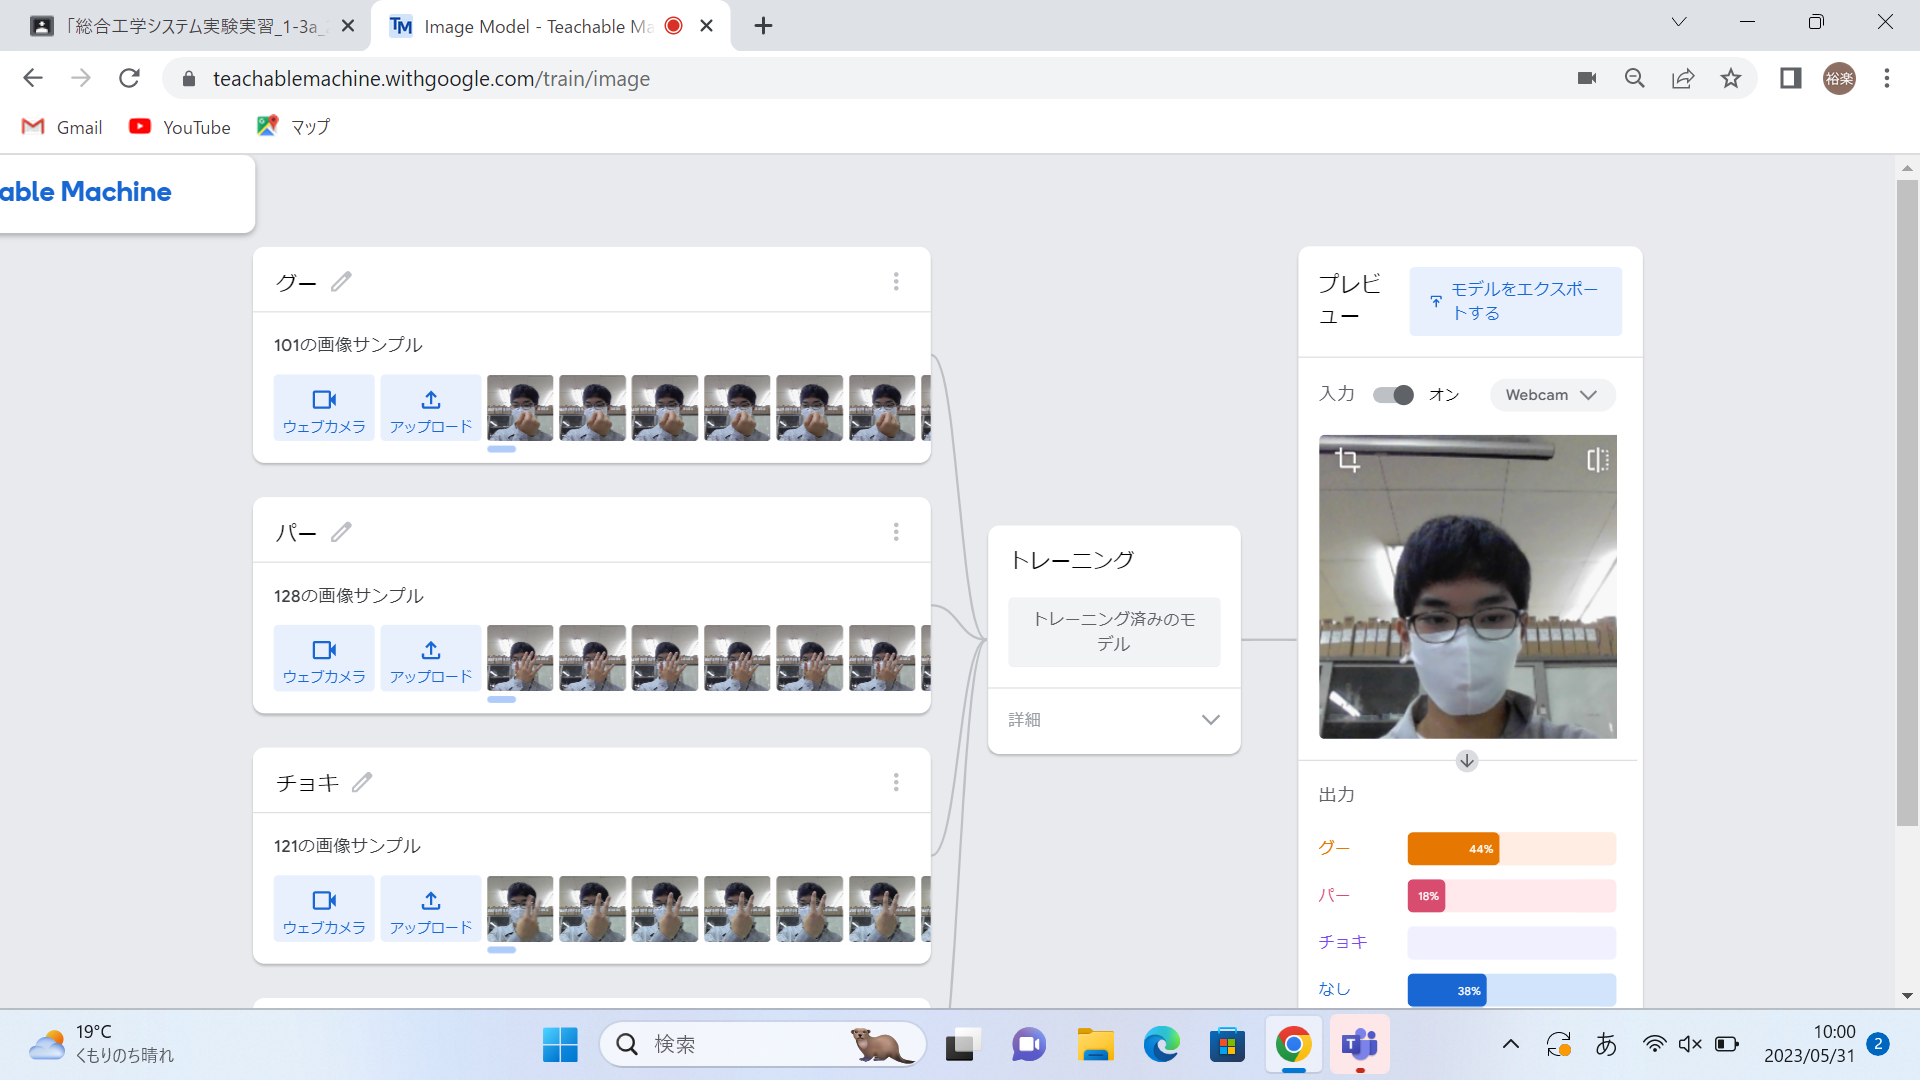 「総合工学システム実験実習_1-3a_
Image Model - Teachable Ma
teachablemachine.withgoogle.com/train/image
裕楽
Gmail
YouTube
マップ
able Machine
グー
101の画像サンプル
ウェブカメラ
アップロード
パー
128の画像サンプル
ウェブカメラ
アップロード
チョキ
121の画像サンプル
ウェブカメラ
アップロード
トレーニング
トレーニング済みのモ
デル
詳細
プレビ
ュー
モデルをエクスポー
トする
入力
オン
Webcam
出力
グー
44%
パー
18%
チョキ
なし
38%
19°C
くもりのち晴れ
検索
あ
10:00
2023/05/31
2